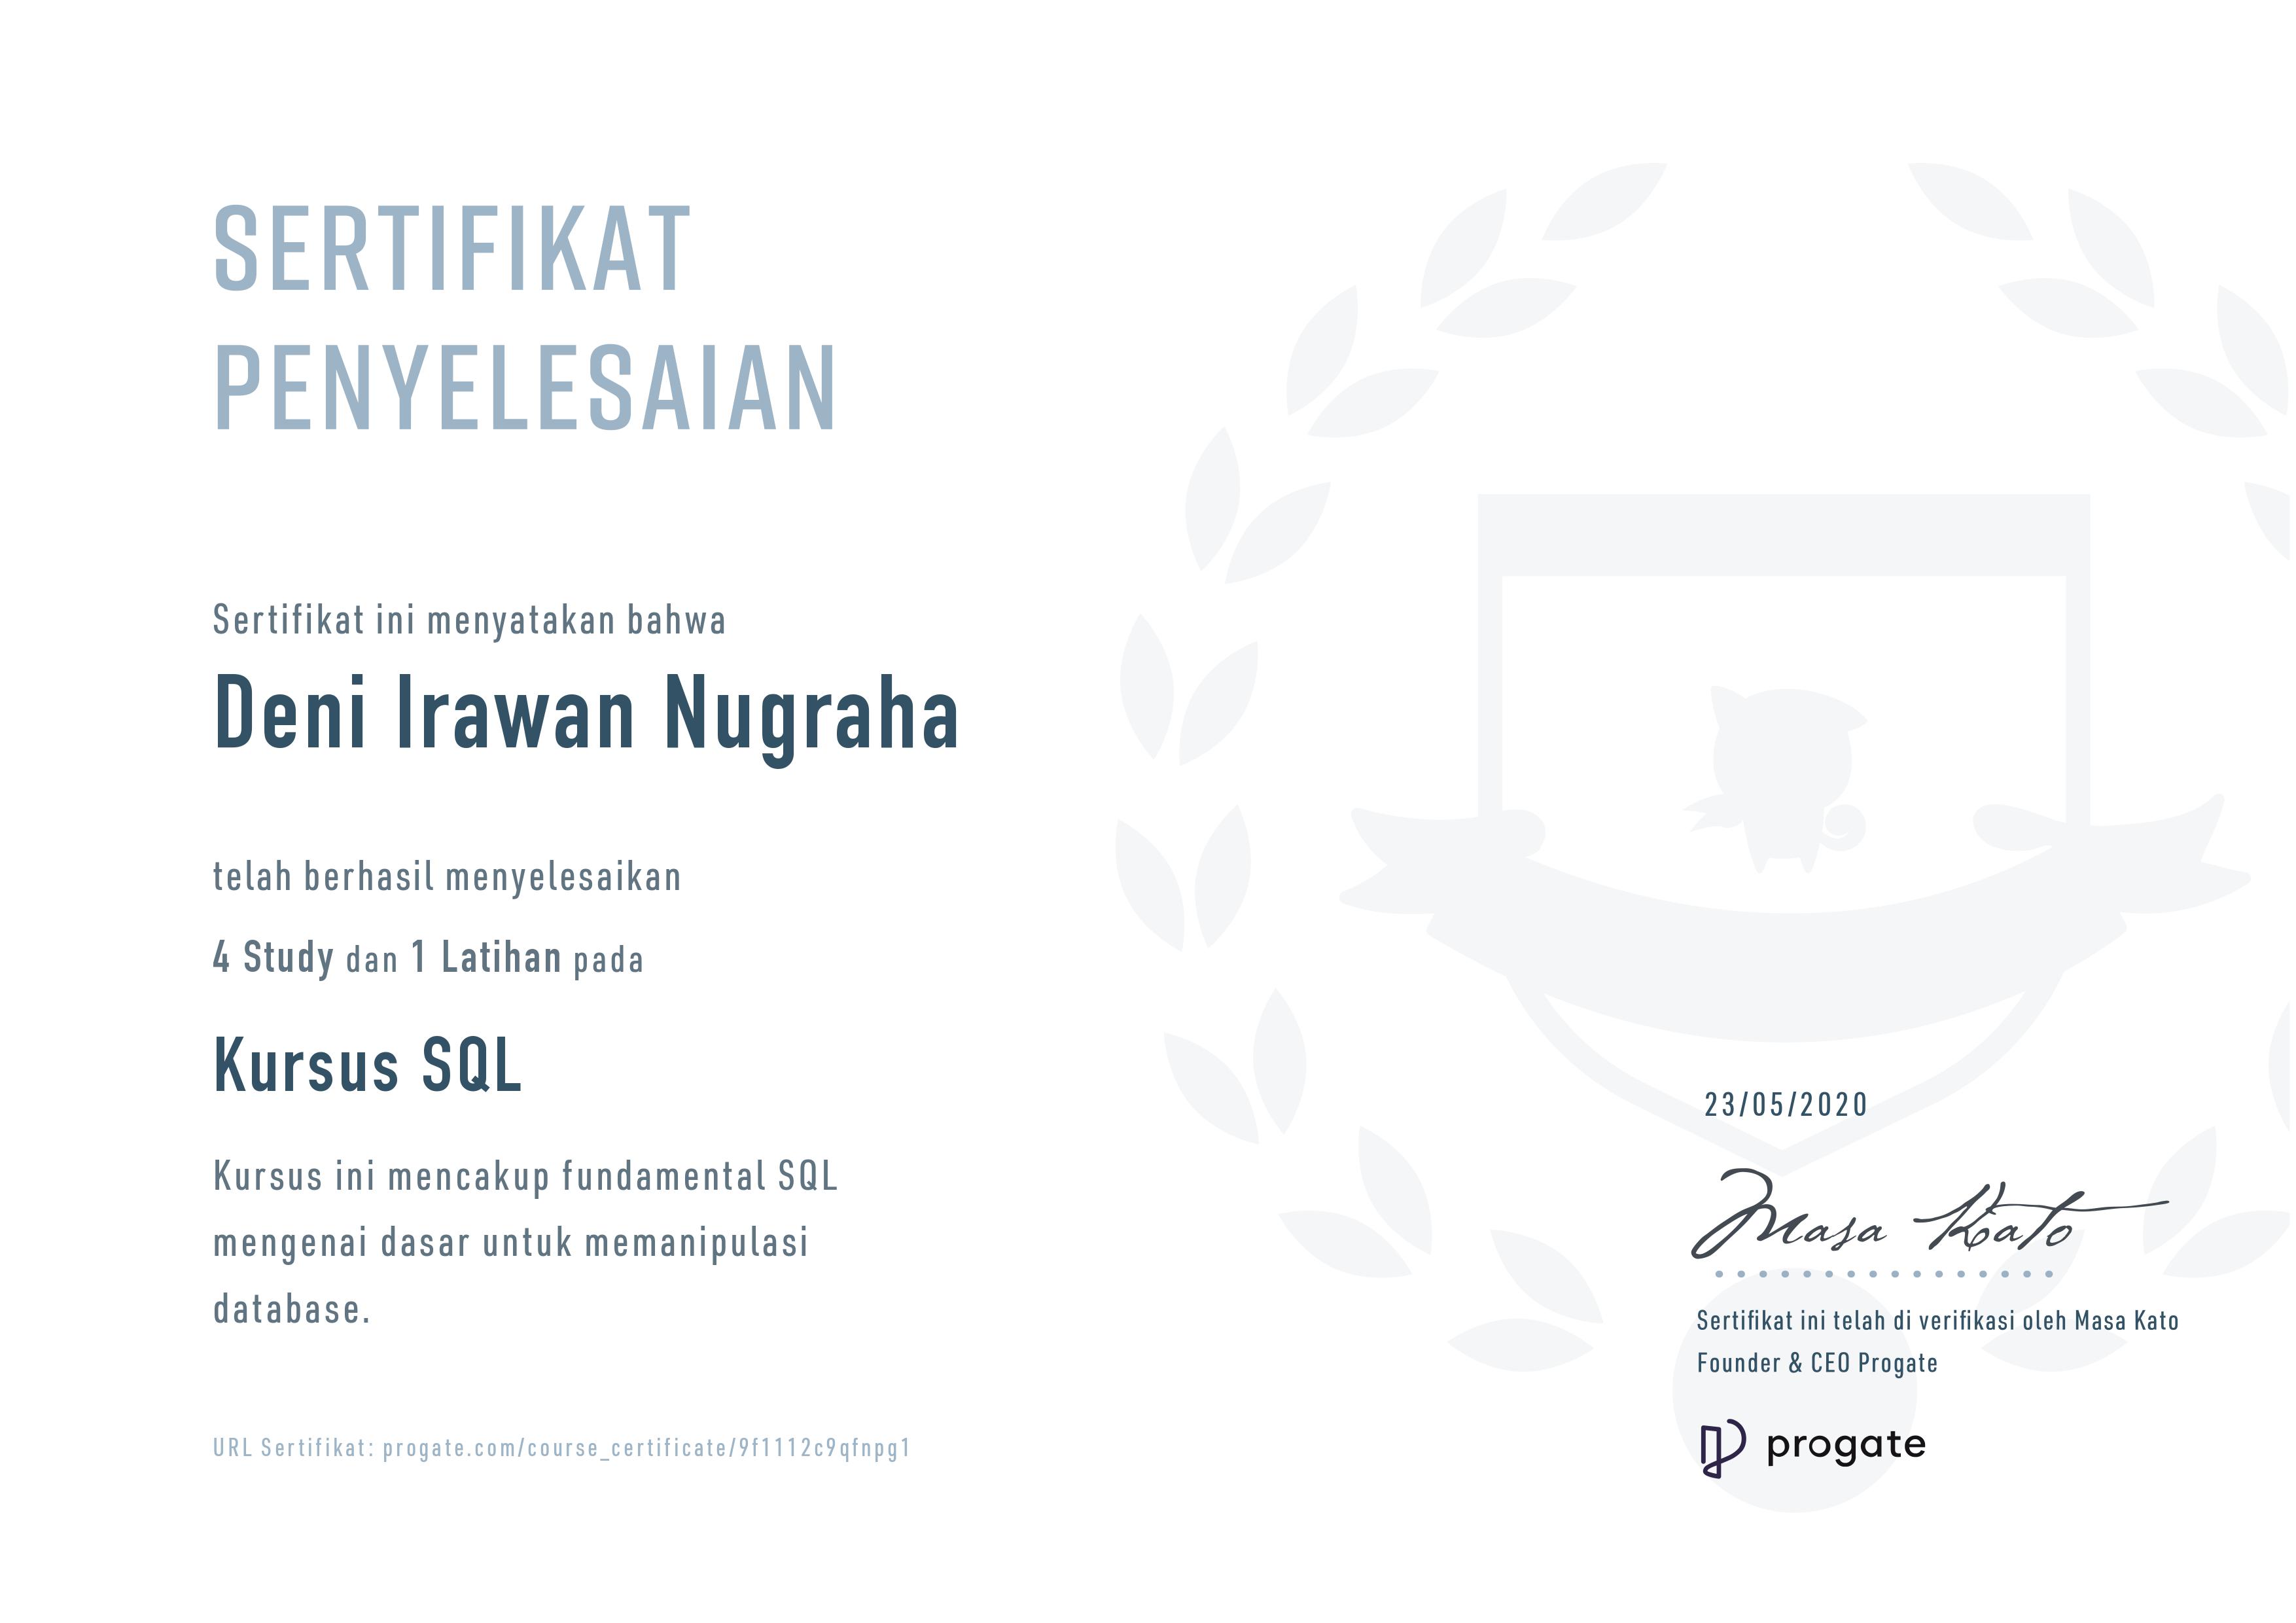 SERTIFIKAT
PENYELESAIAN
Sertifikat ini menyatakan bahwa
Deni Irawan Nugraha
telah berhasil menyelesaikan
4 Study dan 1 Latihan pada
Kursus SQL
Kursus ini mencakup fundamental SQL
mengenai dasar untuk memanipulasi
database.
URL Sertifikat: progate.com/course_certificate/9f1112c9qfnpg1
23/05/2020
Masa Kato
Sertifikat ini telah di verifikasi oleh Masa Kato
Founder & CEO Progate
progate